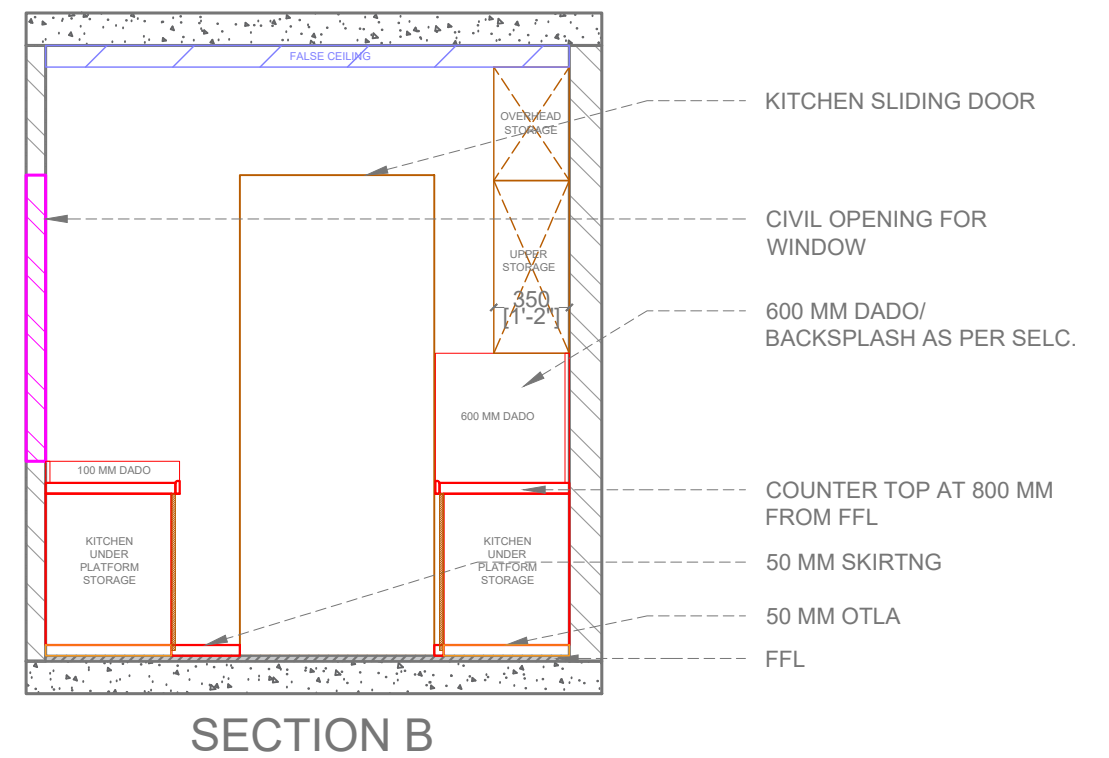 FALSE CEILING
OVERHEAD
STORAGE
KITCHEN SLIDING DOOR
CIVIL OPENING FOR
WINDOW
UPPER
STORAGE
350
[1'-2"]
600 MM DADO/
BACKSPLASH AS PER SELC.
600 MM DADO
100 MM DADO
COUNTER TOP AT 800 MM
FROM FFL
KITCHEN
UNDER
PLATFORM
STORAGE
KITCHEN
UNDER
PLATFORM
STORAGE
50 MM SKIRTNG
50 MM OTLA
FFL
SECTION B